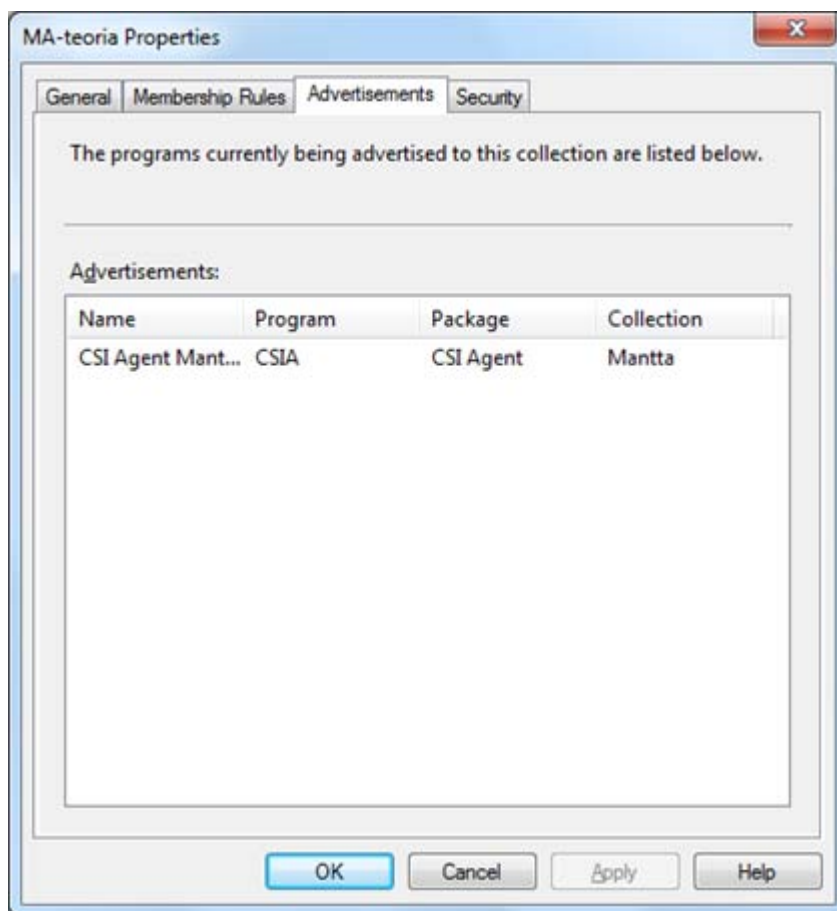 MA-teoria Properties
General Membership Rules Advertisements Security
The programs currently being advertised to this collection are listed below.
Advertisements:
Name Program Package Collection
CSI Agent Mant... CSIA CSI Agent Mantta
OK Cancel Apply Help